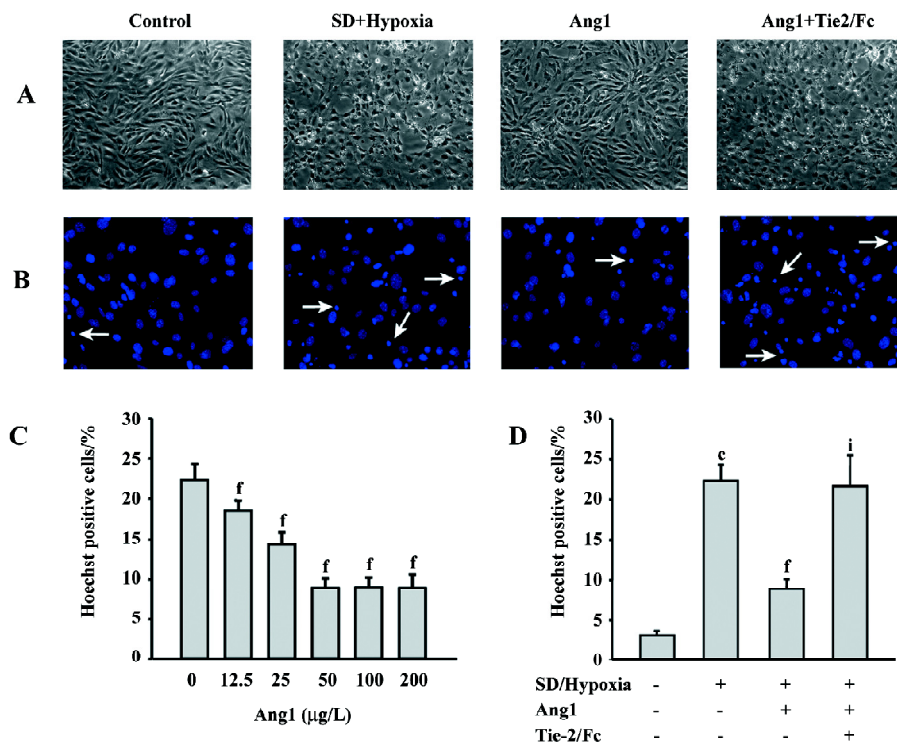 Control SD+Hypoxia Ang1 Ang1+Tie2/Fc
A
B
C
Hoechst positive cells/%
30
25
20
15
10
5
0
f
f
f f f
0 12.5 25 50 100 200
Ang1 (µg/L)
D
Hoechst positive cells/%
30
25
20
15
10
5
0
c
f
i
SD/Hypoxia - + + +
Ang1 - - + +
Tie-2/Fc - - - +